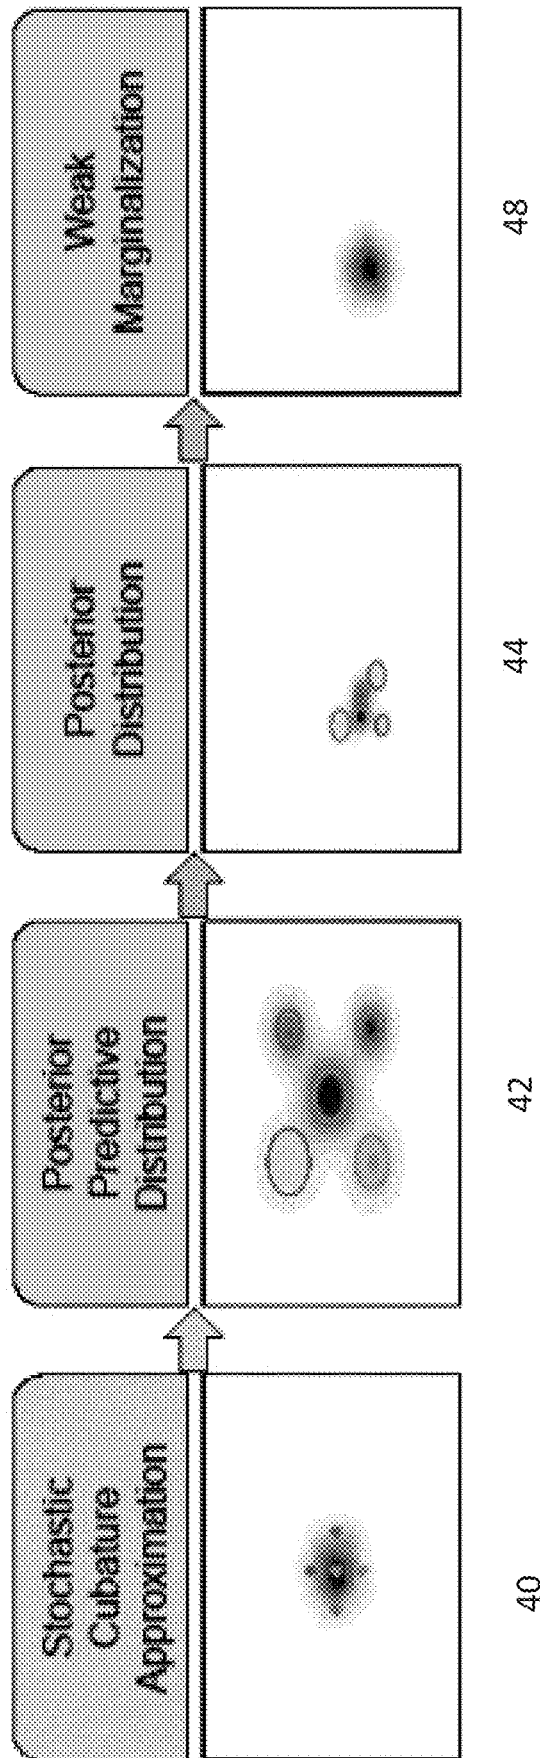 Stochastic
Cubature
Approximation
40
Posterior
Predictive
Distribution
42
Posterior
Distribution
44
Weak
Marginalization
48